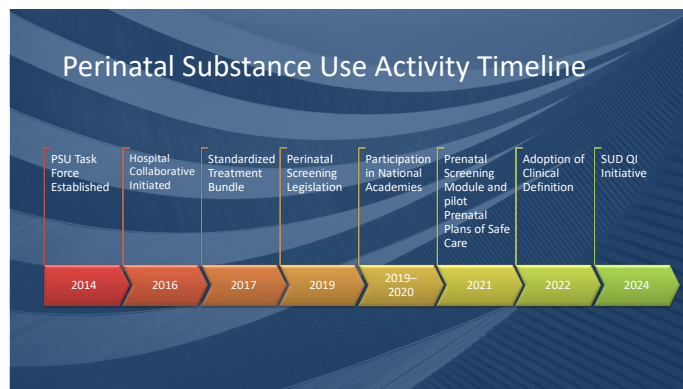 Perinatal Substance Use Activity Timeline
PSU Task
Force
Established
Hospital
Collaborative
Initiated
Standardized
Treatment
Bundle
Perinatal
Screening
Legislation
Participation
in National
Academies
Prenatal
Screening
Module and
pilot
Prenatal
Plans of Safe
Care
Adoption of
Clinical
Definition
SUD QI
Initiative
2014
2016
2017
2019
2019–
2020
2021
2022
2024